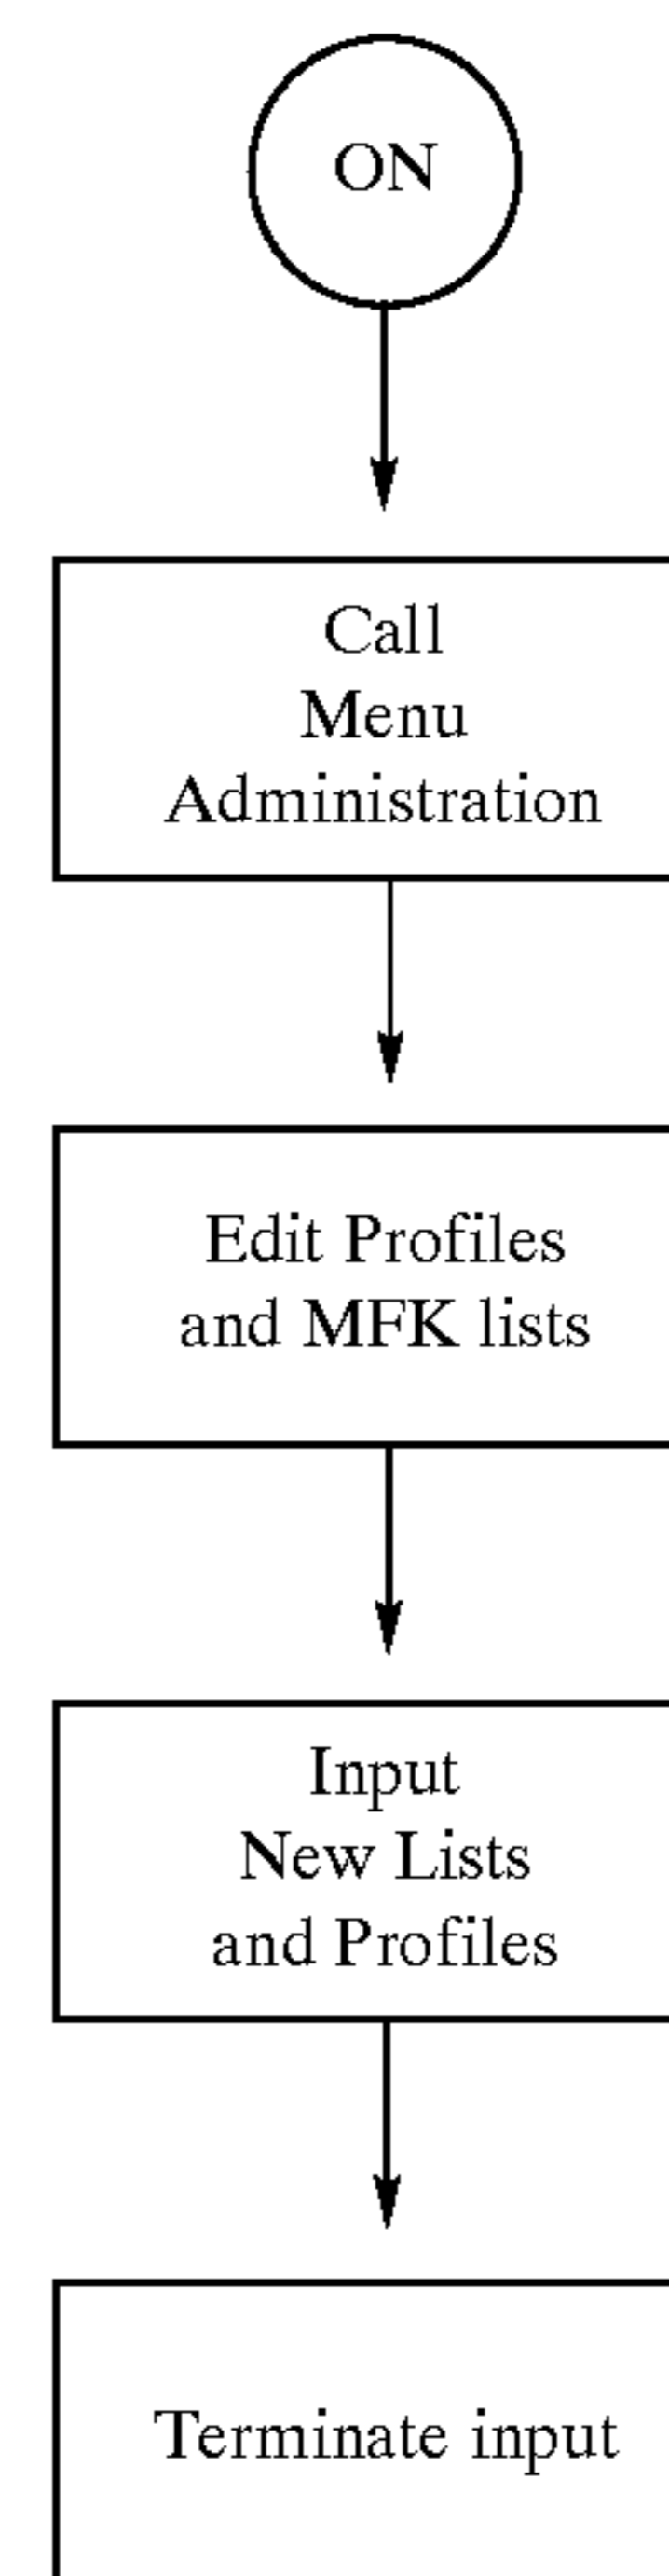 ON
Call
Menu
Administration
Edit Profiles
and MFK lists
Input
New Lists
and Profiles
Terminate input